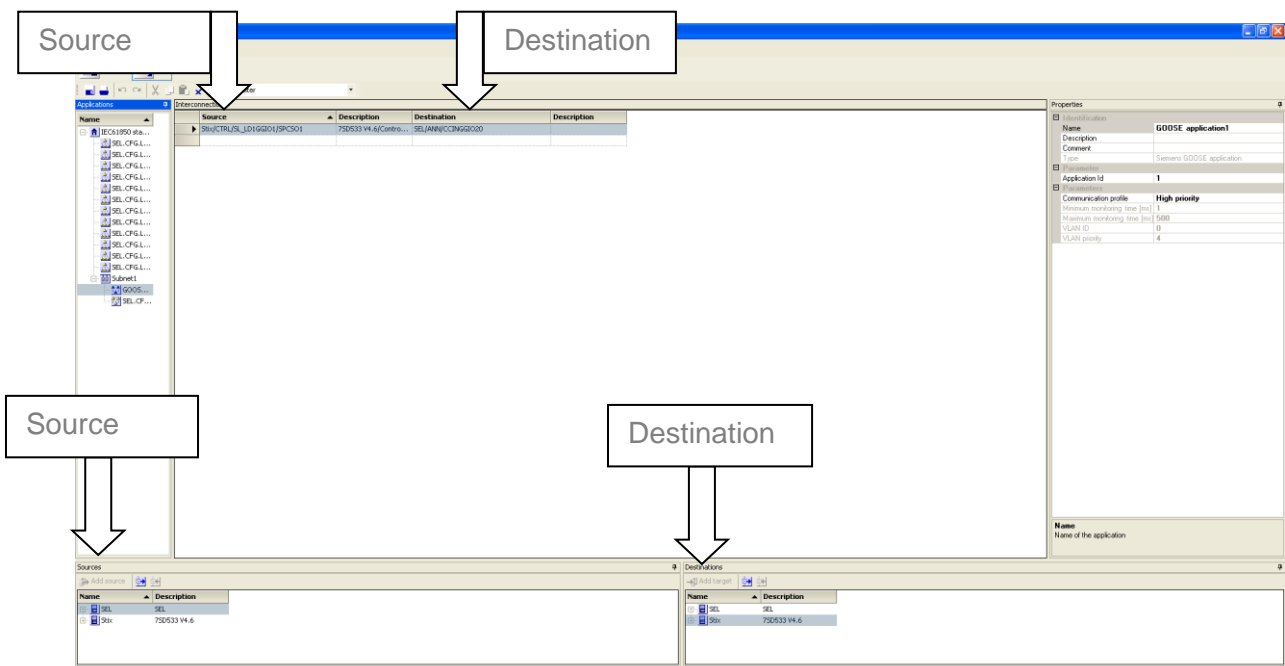 Source
Destination
Applications
Name
IEC61850 sta...
SEL.CFG.L...
SEL.CFG.L...
SEL.CFG.L...
SEL.CFG.L...
SEL.CFG.L...
SEL.CFG.L...
SEL.CFG.L...
SEL.CFG.L...
SEL.CFG.L...
SEL.CFG.L...
SEL.CFG.L...
SEL.CFG.L...
Subnet1
GOOS...
SEL.CF...
Source Description Destination Description
Stix/CTRL/SL_LD1GGIO1/SPCSO1 7SD533 V4.6/Contro... SEL/ANN/CCINGGIO20
Properties
Identification
Name GOOSE application1
Description
Comment
Type Siemens GOOSE application
Parameter
Application Id 1
Parameters
Communication profile High priority
Minimum monitoring time [ms] 1
Maximum monitoring time [ms] 500
VLAN ID 0
VLAN priority 4
Name
Name of the application
Source
Destination
Sources
Add source
Name Description
SEL SEL
Stix 7SD533 V4.6
Destinations
Add target
Name Description
SEL SEL
Stix 7SD533 V4.6